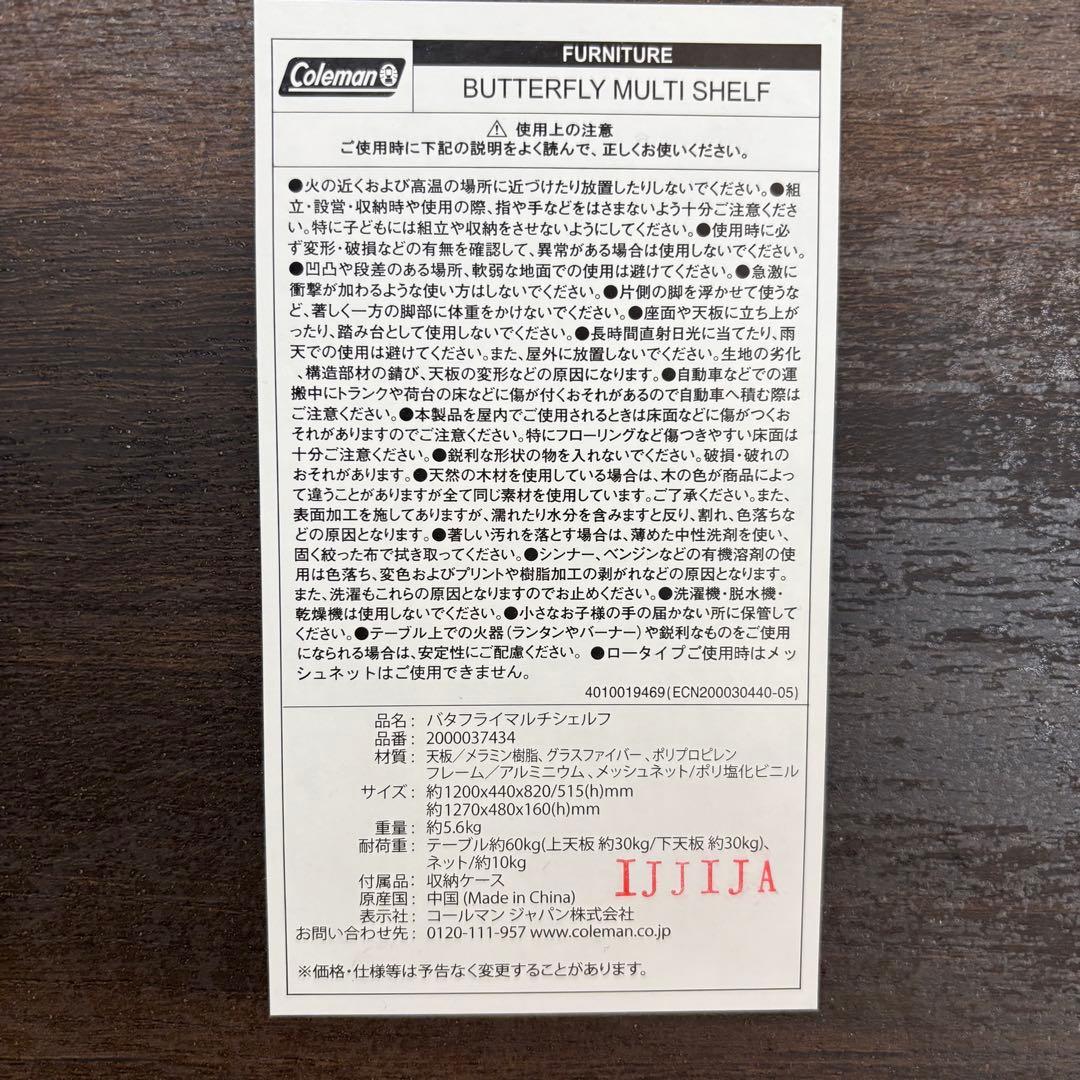 Coleman
FURNITURE
BUTTERFLY MULTI SHELF
⚠ 使用上の注意
ご使用時に下記の説明をよく読んで、正しくお使いください。
●火の近くおよび高温の場所に近づけたり放置したりしないでください。●組
立・設営・収納時や使用の際、指や手などをはさまないよう十分ご注意くださ
い。特に子どもには組立や収納をさせないようにしてください。●使用時に必
ず変形・破損などの有無を確認して、異常がある場合は使用しないでください。
●凹凸や段差のある場所、軟弱な地面での使用は避けてください。●急激に
衝撃が加わるような使い方はしないでください。●片側の脚を浮かせて使うな
ど、著しく一方の脚部に体重をかけないでください。●座面や天板に立ち上が
ったり、踏み台として使用しないでください。●長時間直射日光に当てたり、雨
天での使用は避けてください。また、屋外に放置しないでください。生地の劣化
、構造部材の錆び、天板の変形などの原因になります。●自動車などでの運
搬中にトランクや荷台の床などに傷が付くおそれがあるので自動車へ積む際は
ご注意ください。●本製品を屋内でご使用されるときは床面などに傷がつくお
それがありますのでご注意ください。特にフローリングなど傷つきやすい床面は
十分ご注意ください。●鋭利な形状の物を入れないでください。破損・破れの
おそれがあります。●天然の木材を使用している場合は、木の色が商品によっ
て違うことがありますが全て同じ素材を使用しています。ご了承ください。また、
表面加工を施してありますが、濡れたり水分を含みますと反り、割れ、色落ちな
どの原因となります。●著しい汚れを落とす場合は、薄めた中性洗剤を使い、
固く絞った布で拭き取ってください。●シンナー、ベンジンなどの有機溶剤の使
用は色落ち、変色およびプリントや樹脂加工の剥がれなどの原因となります。
また、洗濯もこれらの原因となりますのでお止めください。●洗濯機・脱水機・
乾燥機は使用しないでください。●小さなお子様の手の届かない所に保管して
ください。●テーブル上での火器(ランタンやバーナー)や鋭利なものをご使用
になられる場合は、安定性にご配慮ください。 ●ロータイプご使用時はメッ
シュネットはご使用できません。
4010019469(ECN200030440-05)
品名: バタフライマルチシェルフ
品番: 2000037434
材質: 天板/メラミン樹脂、グラスファイバー、ポリプロピレン
フレーム/アルミニウム、メッシュネット/ポリ塩化ビニル
サイズ: 約1200x440x820/515(h)mm
約1270x480x160(h)mm
重量: 約5.6kg
耐荷重: テーブル約60kg(上天板 約30kg/下天板 約30kg)、
ネット/約10kg
IJJIJA
付属品: 収納ケース
原産国: 中国 (Made in China)
表示社: コールマン ジャパン株式会社
お問い合わせ先: 0120-111-957 www.coleman.co.jp
※価格・仕様等は予告なく変更することがあります。